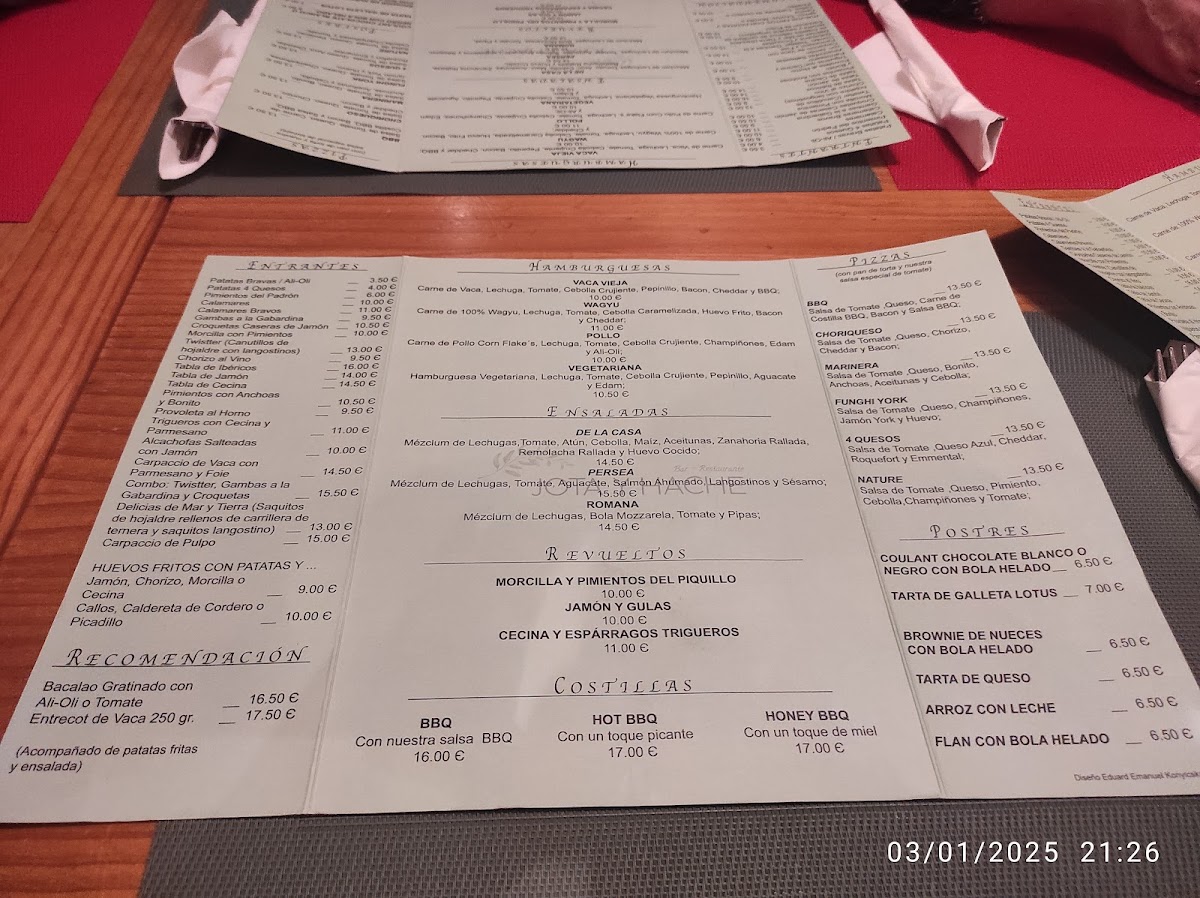 ENTRANTES
Patatas Bravas / Ali-Oli __ 3.50 €
Patatas 4 Quesos __ 4.00 €
Pimientos del Padrón __ 6.00 €
Calamares __ 10.00 €
Calamares Bravos __ 11.00 €
Gambas a la Gabardina __ 9.50 €
Croquetas Caseras de Jamón __ 10.50 €
Morcilla con Pimientos __ 10.00 €
Twistter (Canutillos de
hojaldre con langostinos) __ 13.00 €
Chorizo al Vino __ 9.50 €
Tabla de Ibéricos __ 16.00 €
Tabla de Jamón __ 14.00 €
Tabla de Cecina __ 14.50 €
Pimientos con Anchoas
y Bonito __ 10.50 €
Provoleta al Horno __ 9.50 €
Trigueros con Cecina y
Parmesano __ 11.00 €
Alcachofas Salteadas
con Jamón __ 10.00 €
Carpaccio de Vaca con
Parmesano y Foie __ 14.50 €
Combo: Twistter, Gambas a la
Gabardina y Croquetas __ 15.50 €
Delicias de Mar y Tierra (Saquitos
de hojaldre rellenos de carrillera de
ternera y saquitos langostino) __ 13.00 €
Carpaccio de Pulpo __ 15.00 €
HUEVOS FRITOS CON PATATAS Y ...
Jamón, Chorizo, Morcilla o
Cecina __ 9.00 €
Callos, Caldereta de Cordero o
Picadillo __ 10.00 €
RECOMENDACIÓN
Bacalao Gratinado con
Ali-Oli o Tomate __ 16.50 €
Entrecot de Vaca 250 gr. __ 17.50 €
(Acompañado de patatas fritas
y ensalada)
HAMBURGUESAS
VACA VIEJA
Carne de Vaca, Lechuga, Tomate, Cebolla Crujiente, Pepinillo, Bacon, Cheddar y BBQ;
10.00 €
WAGYU
Carne de 100% Wagyu, Lechuga, Tomate, Cebolla Caramelizada, Huevo Frito, Bacon
y Cheddar;
11.00 €
POLLO
Carne de Pollo Corn Flake´s, Lechuga, Tomate, Cebolla Crujiente, Champiñones, Edam
y Ali-Oli;
10.00 €
VEGETARIANA
Hamburguesa Vegetariana, Lechuga, Tomate, Cebolla Crujiente, Pepinillo, Aguacate
y Edam;
10.50 €
ENSALADAS
DE LA CASA
Mézclum de Lechugas,Tomate, Atún, Cebolla, Maíz, Aceitunas, Zanahoria Rallada,
Remolacha Rallada y Huevo Cocido;
14.50 €
Bar - Restaurante
PERSEA
Mézclum de Lechugas, Tomate, Aguacate, Salmón Ahumado, Langostinos y Sésamo;
JOTA HACHE
15.50 €
ROMANA
Mézclum de Lechugas, Bola Mozzarela, Tomate y Pipas;
14.50 €
REVUELTOS
MORCILLA Y PIMIENTOS DEL PIQUILLO
10.00 €
JAMÓN Y GULAS
10.00 €
CECINA Y ESPÁRRAGOS TRIGUEROS
11.00 €
COSTILLAS
BBQ
Con nuestra salsa BBQ
16.00 €
HOT BBQ
Con un toque picante
17.00 €
HONEY BBQ
Con un toque de miel
17.00 €
PIZZAS
(con pan de torta y nuestra
salsa especial de tomate)
BBQ __ 13.50 €
Salsa de Tomate ,Queso, Carne de
Costilla BBQ, Bacon y Salsa BBQ;
CHORIQUESO __ 13.50 €
Salsa de Tomate ,Queso, Chorizo,
Cheddar y Bacon;
MARINERA __ 13.50 €
Salsa de Tomate ,Queso, Bonito,
Anchoas, Aceitunas y Cebolla;
FUNGHI YORK __ 13.50 €
Salsa de Tomate ,Queso, Champiñones,
Jamón York y Huevo;
4 QUESOS __ 13.50 €
Salsa de Tomate ,Queso Azul, Cheddar,
Roquefort y Emmental;
NATURE __ 13.50 €
Salsa de Tomate ,Queso, Pimiento,
Cebolla,Champiñones y Tomate;
POSTRES
COULANT CHOCOLATE BLANCO O
NEGRO CON BOLA HELADO __ 6.50 €
TARTA DE GALLETA LOTUS __ 7.00 €
BROWNIE DE NUECES
CON BOLA HELADO __ 6.50 €
TARTA DE QUESO __ 6.50 €
ARROZ CON LECHE __ 6.50 €
FLAN CON BOLA HELADO __ 6.50 €
Diseño Eduard Emanuel
03/01/2025 21:26